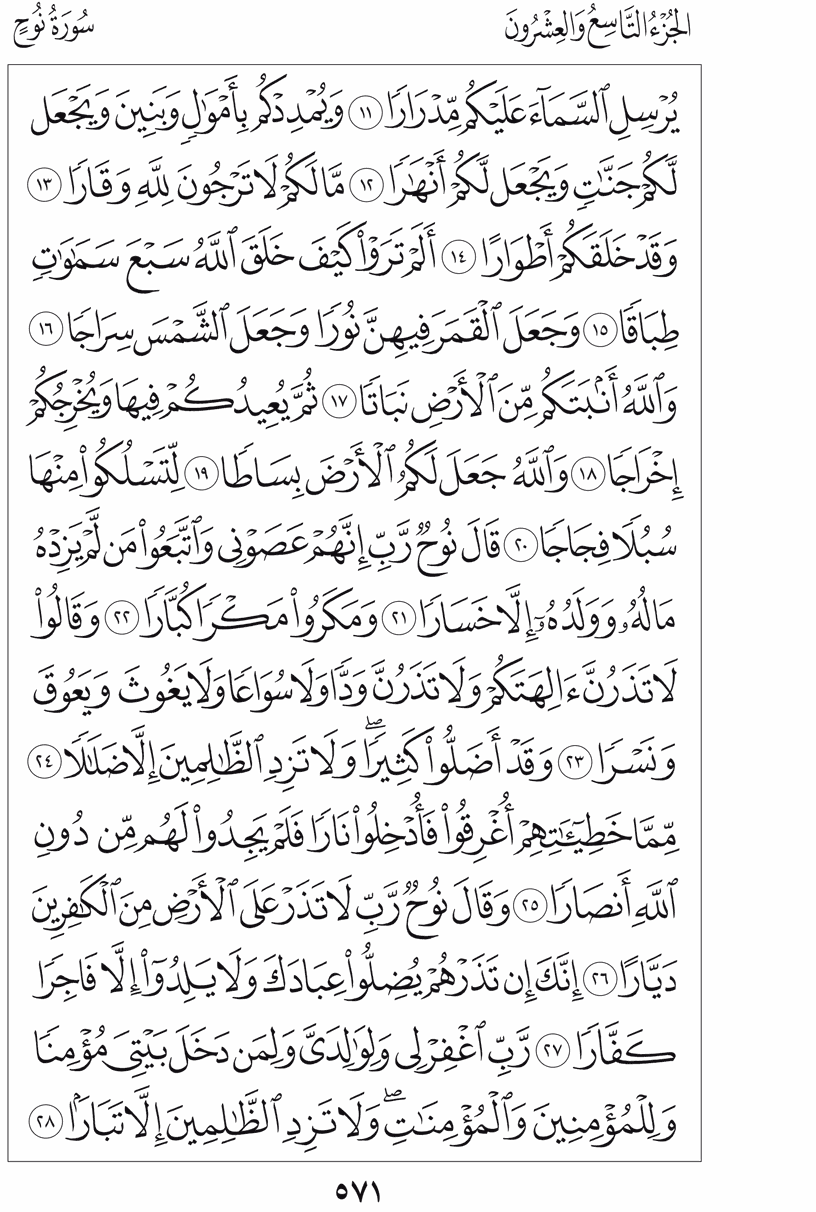 الجُزْءُ التَّاسِعُ وَالعِشْرُونَ سُورَةُ نُوحٍ
يُرْسِلِ ٱلسَّمَآءَ عَلَيْكُم مِّدْرَارًا ١١ وَيُمْدِدْكُم بِأَمْوَٰلٍ وَبَنِينَ وَيَجْعَل
لَّكُمْ جَنَّٰتٍ وَيَجْعَل لَّكُمْ أَنْهَٰرًا ١٢ مَّا لَكُمْ لَا تَرْجُونَ لِلَّهِ وَقَارًا ١٣
وَقَدْ خَلَقَكُمْ أَطْوَارًا ١٤ أَلَمْ تَرَوْا۟ كَيْفَ خَلَقَ ٱللَّهُ سَبْعَ سَمَٰوَٰتٍ
طِبَاقًا ١٥ وَجَعَلَ ٱلْقَمَرَ فِيهِنَّ نُورًا وَجَعَلَ ٱلشَّمْسَ سِرَاجًا ١٦
وَٱللَّهُ أَنۢبَتَكُم مِّنَ ٱلْأَرْضِ نَبَاتًا ١٧ ثُمَّ يُعِيدُكُمْ فِيهَا وَيُخْرِجُكُمْ
إِخْرَاجًا ١٨ وَٱللَّهُ جَعَلَ لَكُمُ ٱلْأَرْضَ بِسَاطًا ١٩ لِّتَسْلُكُوا۟ مِنْهَا
سُبُلًا فِجَاجًا ٢٠ قَالَ نُوحٌ رَّبِّ إِنَّهُمْ عَصَوْنِى وَٱتَّبَعُوا۟ مَن لَّمْ يَزِدْهُ
مَالُهُۥ وَوَلَدُهُۥٓ إِلَّا خَسَارًا ٢١ وَمَكَرُوا۟ مَكْرًا كُبَّارًا ٢٢ وَقَالُوا۟
لَا تَذَرُنَّ ءَالِهَتَكُمْ وَلَا تَذَرُنَّ وَدًّا وَلَا سُوَاعًا وَلَا يَغُوثَ وَيَعُوقَ
وَنَسْرًا ٢٣ وَقَدْ أَضَلُّوا۟ كَثِيرًا ۖ وَلَا تَزِدِ ٱلظَّٰلِمِينَ إِلَّا ضَلَٰلًا ٢٤
مِّمَّا خَطِيٓـَٰٔتِهِمْ أُغْرِقُوا۟ فَأُدْخِلُوا۟ نَارًا فَلَمْ يَجِدُوا۟ لَهُم مِّن دُونِ
ٱللَّهِ أَنصَارًا ٢٥ وَقَالَ نُوحٌ رَّبِّ لَا تَذَرْ عَلَى ٱلْأَرْضِ مِنَ ٱلْكَٰفِرِينَ
دَيَّارًا ٢٦ إِنَّكَ إِن تَذَرْهُمْ يُضِلُّوا۟ عِبَادَكَ وَلَا يَلِدُوٓا۟ إِلَّا فَاجِرًا
كَفَّارًا ٢٧ رَّبِّ ٱغْفِرْ لِى وَلِوَٰلِدَىَّ وَلِمَن دَخَلَ بَيْتِىَ مُؤْمِنًا
وَلِلْمُؤْمِنِينَ وَٱلْمُؤْمِنَٰتِ ۖ وَلَا تَزِدِ ٱلظَّٰلِمِينَ إِلَّا تَبَارًۢا ٢٨
٥٧١